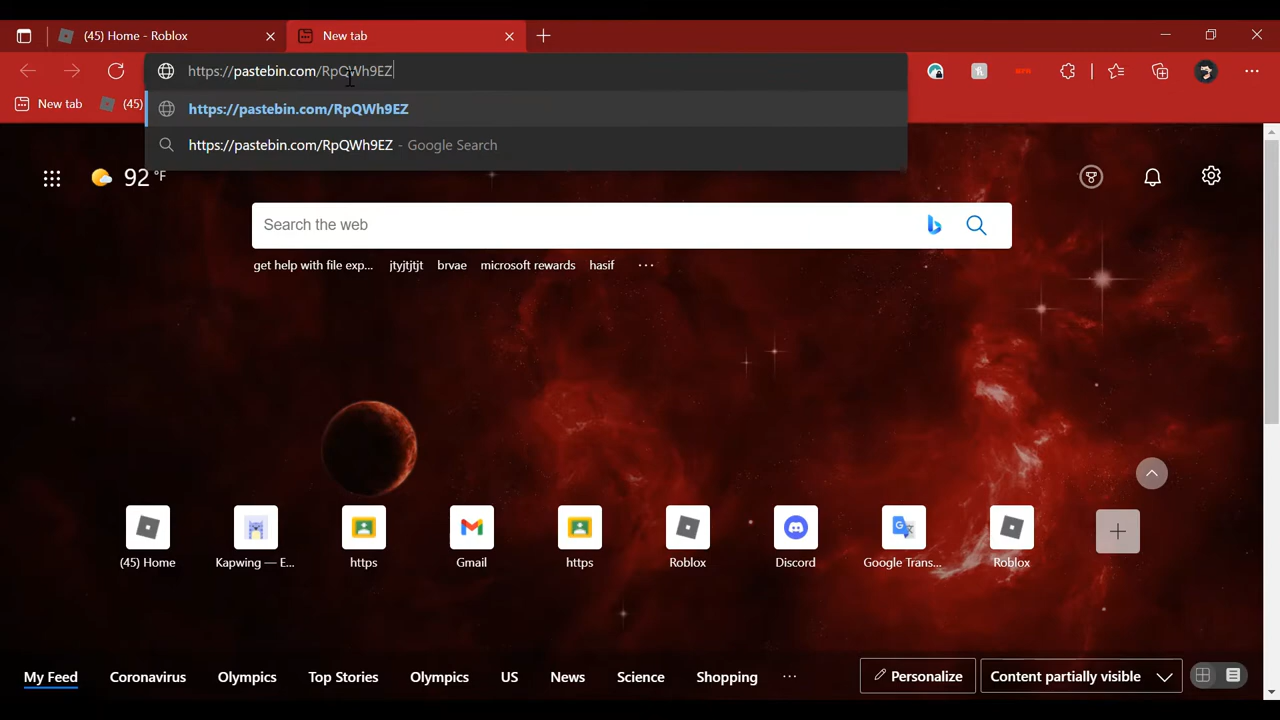 (45) Home - Roblox
New tab
https://pastebin.com/RpQWh9EZ
New tab
(45)
https://pastebin.com/RpQWh9EZ
https://pastebin.com/RpQWh9EZ - Google Search
92 °F
Search the web
get help with file exp... jtyjtjtjt brvae microsoft rewards hasif ...
(45) Home
Kapwing — E...
https
Gmail
https
Roblox
Discord
Google Trans...
Roblox
My Feed Coronavirus Olympics Top Stories Olympics US News Science Shopping ...
Personalize
Content partially visible